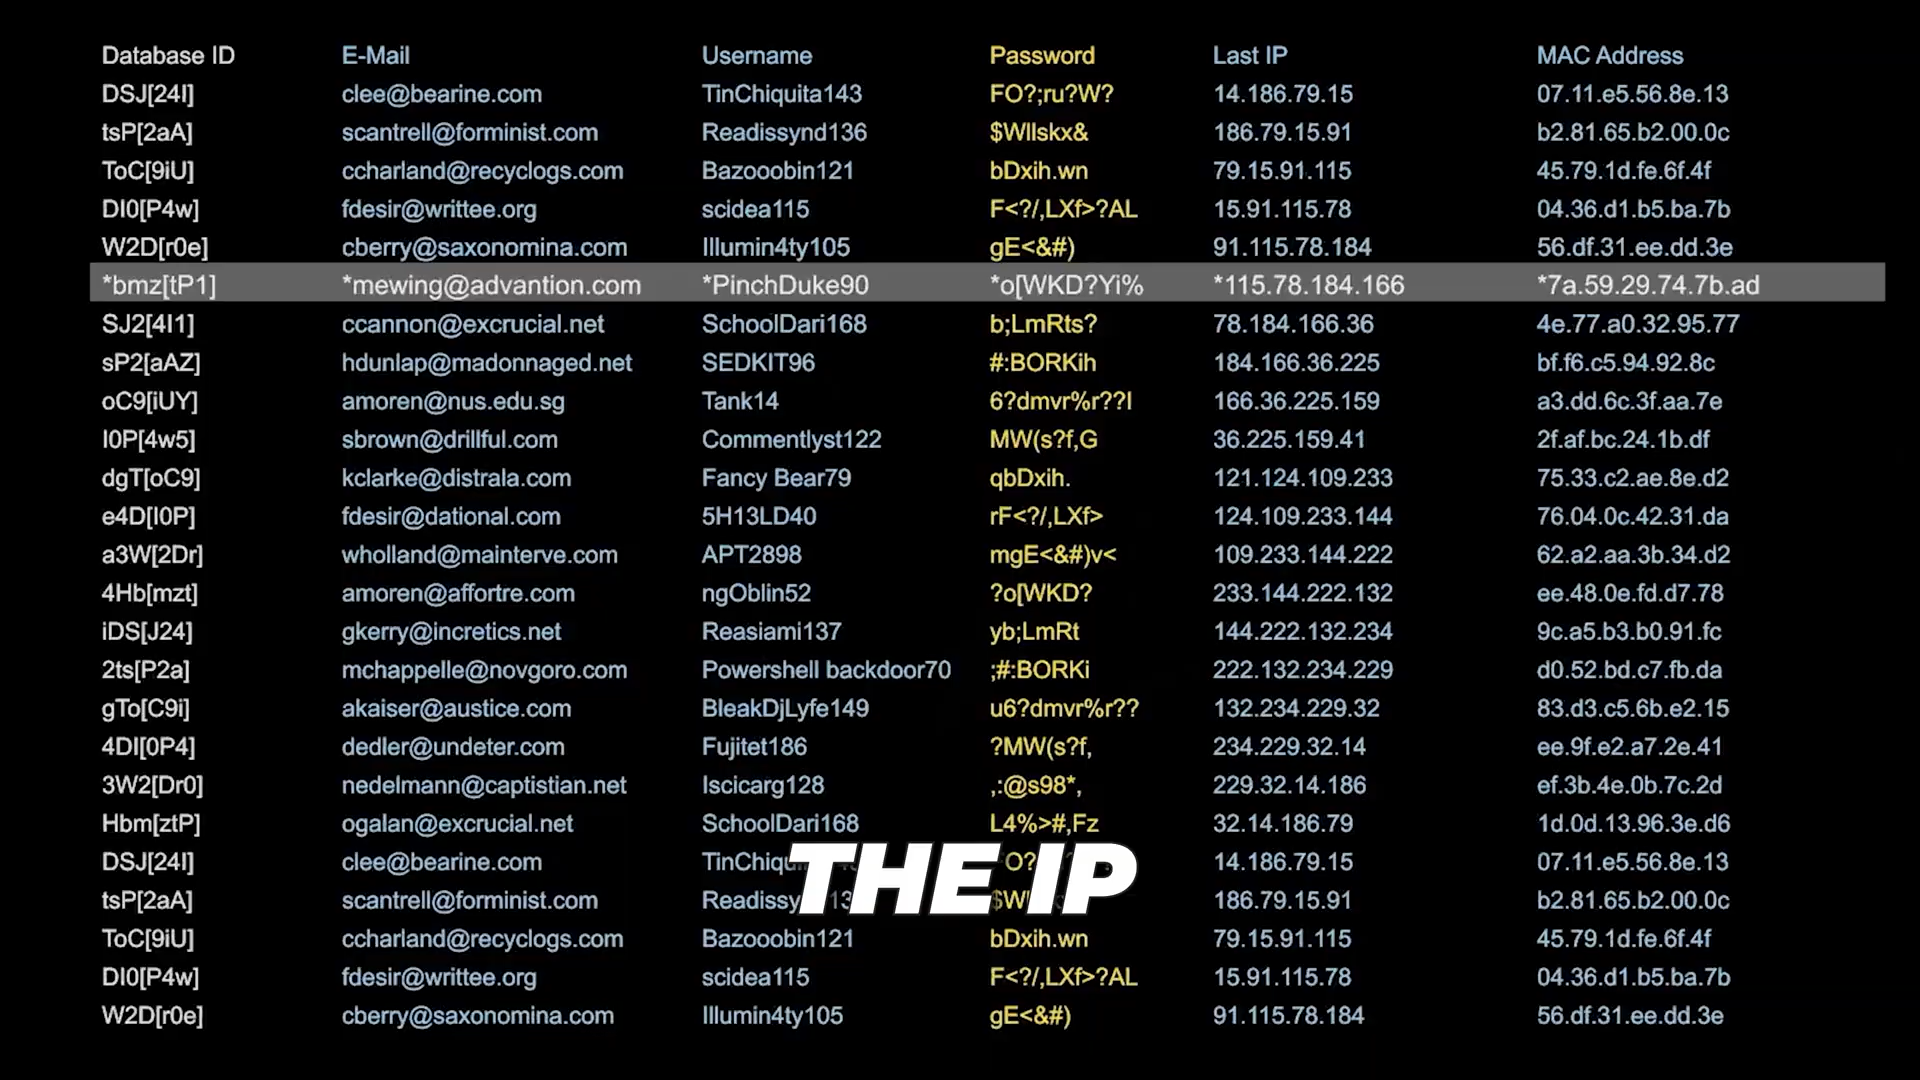 Database ID E-Mail Username Password Last IP MAC Address
DSJ[24I] clee@bearine.com TinChiquita143 FO?;ru?W? 14.186.79.15 07.11.e5.56.8e.13
tsP[2aA] scantrell@forminist.com Readissynd136 $WIlskx& 186.79.15.91 b2.81.65.b2.00.0c
ToC[9iU] ccharland@recyclogs.com Bazooobin121 bDxih.wn 79.15.91.115 45.79.1d.fe.6f.4f
DI0[P4w] fdesir@writtee.org scidea115 F<?/,LXf>?AL 15.91.115.78 04.36.d1.b5.ba.7b
W2D[r0e] cberry@saxonomina.com Illumin4ty105 gE<&#) 91.115.78.184 56.df.31.ee.dd.3e
*bmz[tP1] *mewing@advantion.com *PinchDuke90 *o[WKD?Yi% *115.78.184.166 *7a.59.29.74.7b.ad
SJ2[4I1] ccannon@excrucial.net SchoolDari168 b;LmRts? 78.184.166.36 4e.77.a0.32.95.77
sP2[aAZ] hdunlap@madonnaged.net SEDKIT96 #:BORKih 184.166.36.225 bf.f6.c5.94.92.8c
oC9[iUY] amoren@nus.edu.sg Tank14 6?dmvr%r??I 166.36.225.159 a3.dd.6c.3f.aa.7e
I0P[4w5] sbrown@drillful.com Commentlyst122 MW(s?f,G 36.225.159.41 2f.af.bc.24.1b.df
dgT[oC9] kclarke@distrala.com Fancy Bear79 qbDxih. 121.124.109.233 75.33.c2.ae.8e.d2
e4D[I0P] fdesir@dational.com 5H13LD40 rF<?/,LXf> 124.109.233.144 76.04.0c.42.31.da
a3W[2Dr] wholland@mainterve.com APT2898 mgE<&#)v< 109.233.144.222 62.a2.aa.3b.34.d2
4Hb[mzt] amoren@affortre.com ngOblin52 ?o[WKD? 233.144.222.132 ee.48.0e.fd.d7.78
iDS[J24] gkerry@incretics.net Reasiami137 yb;LmRt 144.222.132.234 9c.a5.b3.b0.91.fc
2ts[P2a] mchappelle@novgoro.com Powershell backdoor70 ;#:BORKi 222.132.234.229 d0.52.bd.c7.fb.da
gTo[C9i] akaiser@austice.com BleakDjLyfe149 u6?dmvr%r?? 132.234.229.32 83.d3.c5.6b.e2.15
4DI[0P4] dedler@undeter.com Fujitet186 ?MW(s?f, 234.229.32.14 ee.9f.e2.a7.2e.41
3W2[Dr0] nedelmann@captistian.net Iscicarg128 ,:@s98*, 229.32.14.186 ef.3b.4e.0b.7c.2d
Hbm[ztP] ogalan@excrucial.net SchoolDari168 L4%>#,Fz 32.14.186.79 1d.0d.13.96.3e.d6
DSJ[24I] clee@bearine.com 14.186.79.15 07.11.e5.56.8e.13
THE IP
tsP[2aA] scantrell@forminist.com 186.79.15.91 b2.81.65.b2.00.0c
ToC[9iU] ccharland@recyclogs.com Bazooobin121 bDxih.wn 79.15.91.115 45.79.1d.fe.6f.4f
DI0[P4w] fdesir@writtee.org scidea115 F<?/,LXf>?AL 15.91.115.78 04.36.d1.b5.ba.7b
W2D[r0e] cberry@saxonomina.com Illumin4ty105 gE<&#) 91.115.78.184 56.df.31.ee.dd.3e